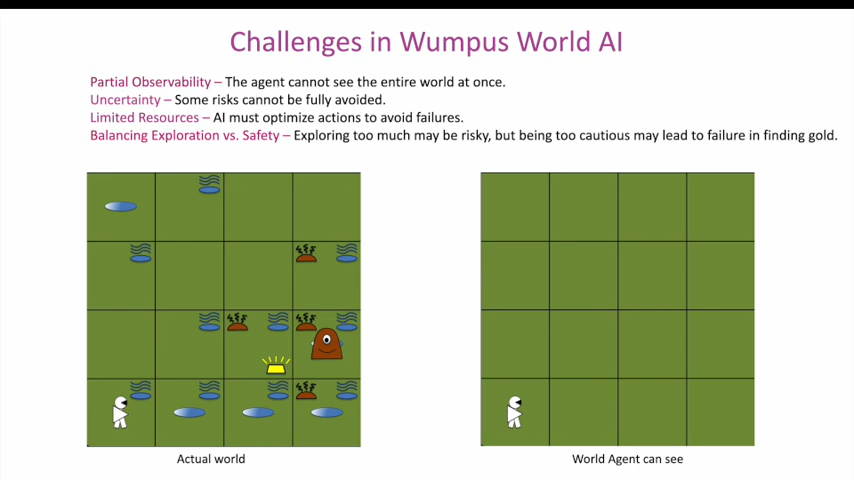 Challenges in Wumpus World AI
Partial Observability – The agent cannot see the entire world at once.
Uncertainty – Some risks cannot be fully avoided.
Limited Resources – AI must optimize actions to avoid failures.
Balancing Exploration vs. Safety – Exploring too much may be risky, but being too cautious may lead to failure in finding gold.
Actual world
World Agent can see